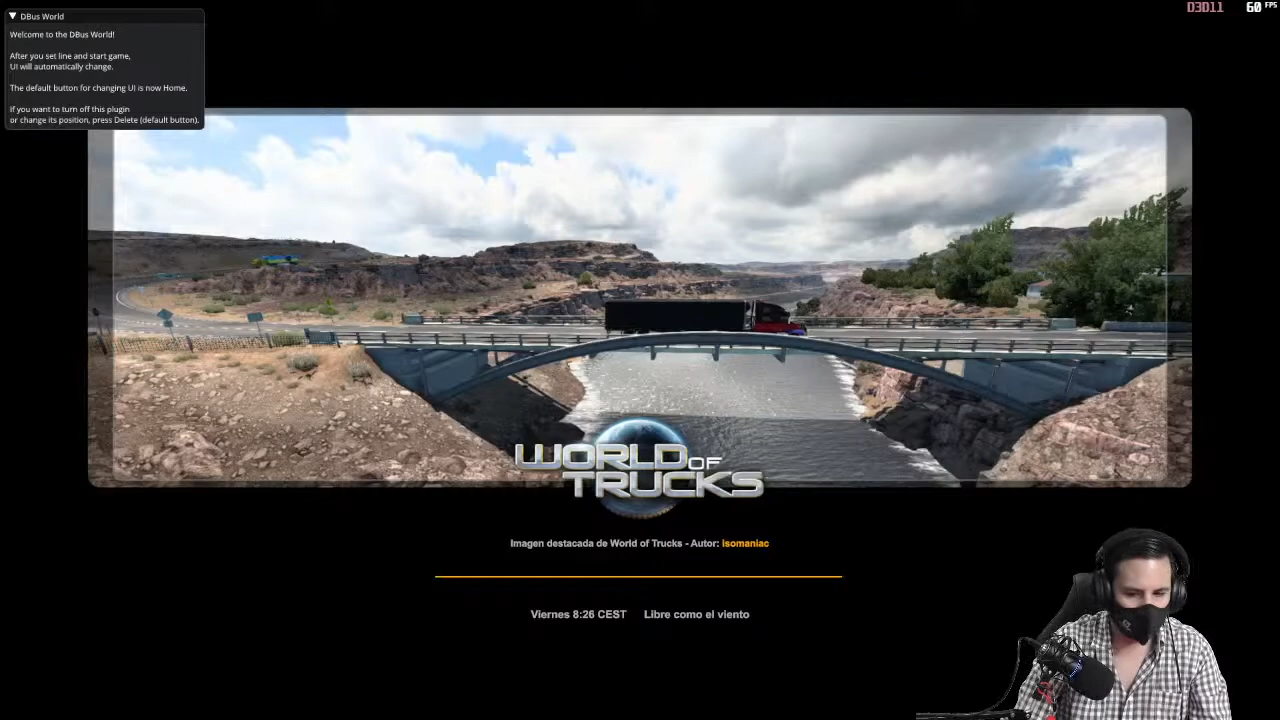 DBus World
D3D11 60 FPS
Welcome to the DBus World!
After you set line and start game,
UI will automatically change.
The default button for changing UI is now Home.
If you want to turn off this plugin
or change its position, press Delete (default button).
WORLD OF
TRUCKS
Imagen destacada de World of Trucks - Autor: isomaniac
Viernes 8:26 CEST Libre como el viento